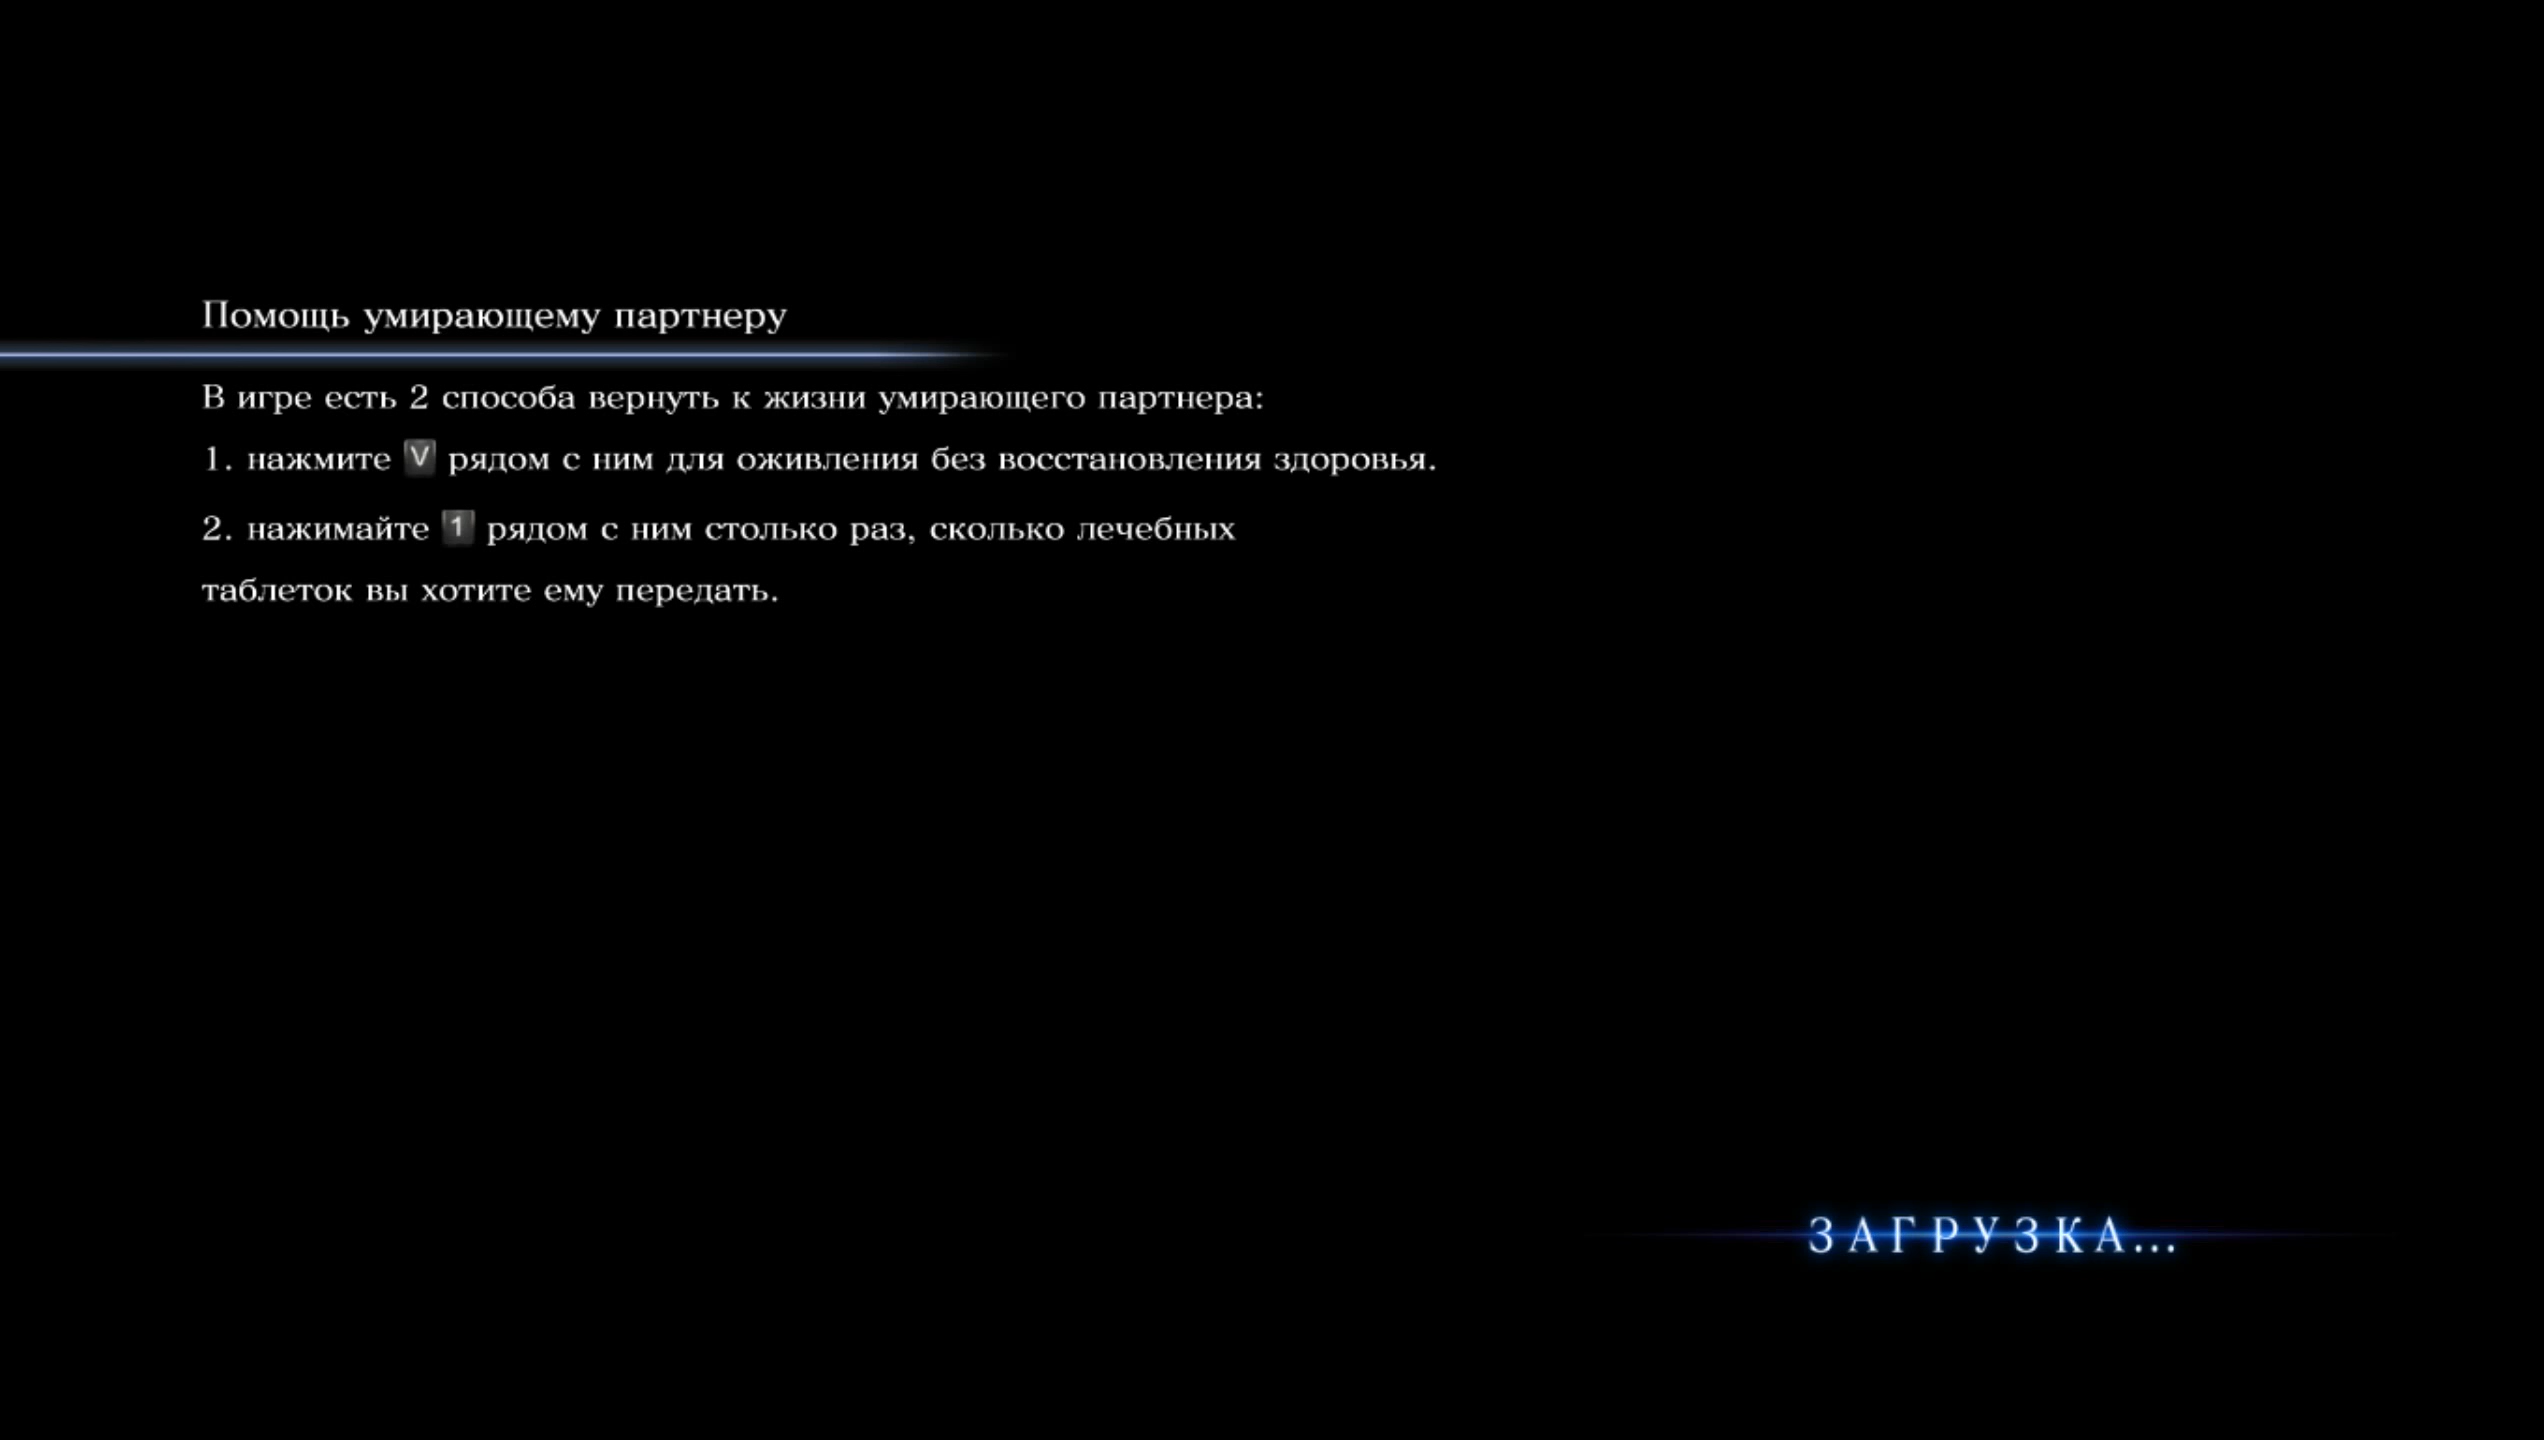 Помощь умирающему партнеру
В игре есть 2 способа вернуть к жизни умирающего партнера:
1. нажмите V рядом с ним для оживления без восстановления здоровья.
2. нажимайте 1 рядом с ним столько раз, сколько лечебных
таблеток вы хотите ему передать.
ЗАГРУЗКА...